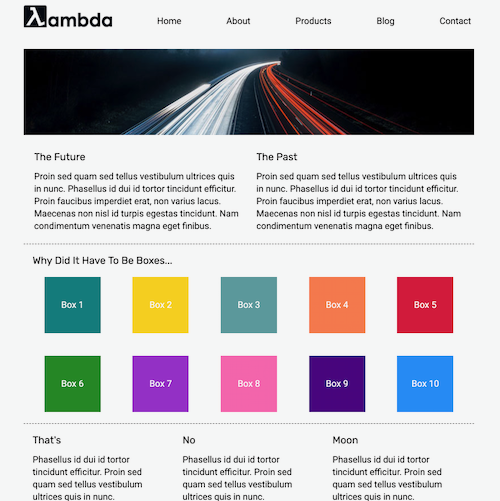 λambda
Home About Products Blog Contact
The Future
Proin sed quam sed tellus vestibulum ultrices quis
in nunc. Phasellus id dui id tortor tincidunt efficitur.
Proin faucibus imperdiet erat, non varius lacus.
Maecenas non nisl id turpis egestas tincidunt. Nam
condimentum venenatis magna eget finibus.
The Past
Proin sed quam sed tellus vestibulum ultrices quis
in nunc. Phasellus id dui id tortor tincidunt efficitur.
Proin faucibus imperdiet erat, non varius lacus.
Maecenas non nisl id turpis egestas tincidunt. Nam
condimentum venenatis magna eget finibus.
Why Did It Have To Be Boxes...
Box 1 Box 2 Box 3 Box 4 Box 5
Box 6 Box 7 Box 8 Box 9 Box 10
That's
Phasellus id dui id tortor
tincidunt efficitur. Proin sed
quam sed tellus vestibulum
ultrices quis in nunc.
No
Phasellus id dui id tortor
tincidunt efficitur. Proin sed
quam sed tellus vestibulum
ultrices quis in nunc.
Moon
Phasellus id dui id tortor
tincidunt efficitur. Proin sed
quam sed tellus vestibulum
ultrices quis in nunc.